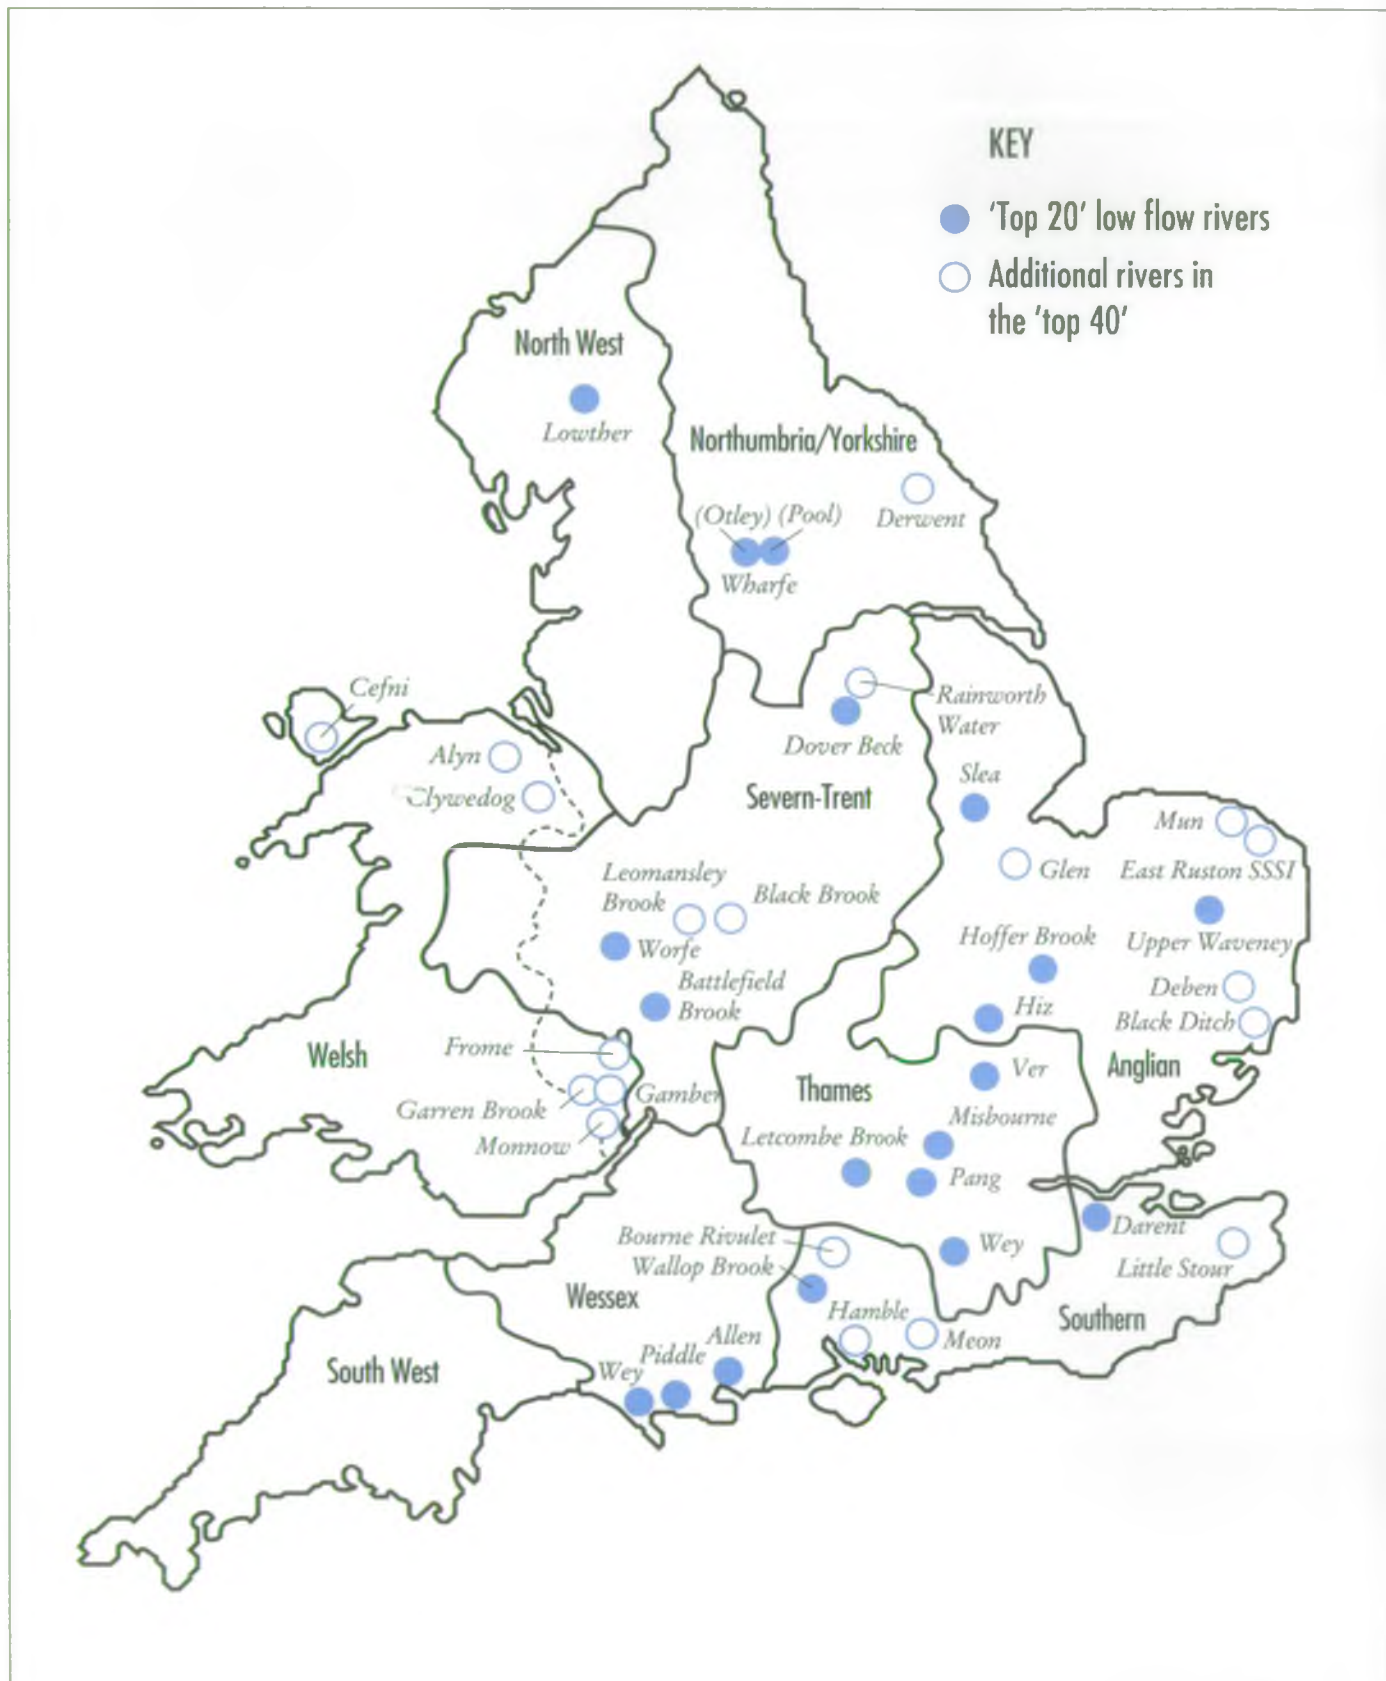 KEY
'Top 20' low flow rivers
Additional rivers in
the 'top 40'
North West
Lowther
Northumbria/Yorkshire
(Otley) (Pool)
Derwent
Wharfe
Cefni
Rainworth
Water
Dover Beck
Alyn
Clywedog
Slea
Severn-Trent
Mun
Leomansley
Brook
Black Brook
Glen
East Ruston SSSI
Worfe
Hoffer Brook
Upper Waveney
Battlefield
Brook
Deben
Hiz
Black Ditch
Welsh
Frome
Thames
Ver
Anglian
Garren Brook
Gamber
Misbourne
Monnow
Letcombe Brook
Pang
Darent
Bourne Rivulet
Wey
Wallop Brook
Little Stour
Wessex
Hamble
Southern
Allen
Meon
South West
Wey
Piddle